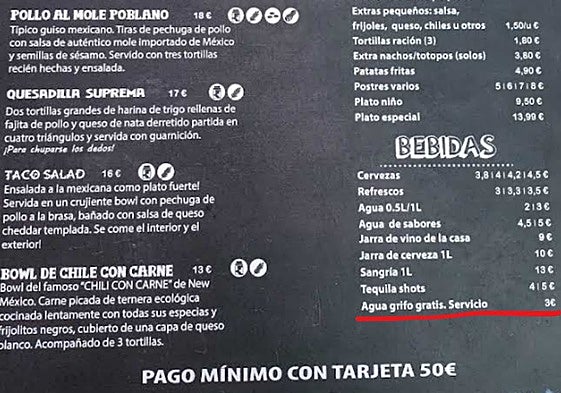 POLLO AL MOLE POBLANO 18 €
Típico guiso mexicano. Tiras de pechuga de pollo
con salsa de auténtico mole importado de México
y semillas de sésamo. Servido con tres tortillas
recién hechas y ensalada.
QUESADILLA SUPREMA 17 €
Dos tortillas grandes de harina de trigo rellenas de
fajita de pollo y queso de nata derretido partida en
cuatro triángulos y servida con guarnición.
¡Para chuparse los dedos!
TACO SALAD 16 €
Ensalada a la mexicana como plato fuerte!
Servida en un crujiente bowl con pechuga de
pollo a la brasa, bañado con salsa de queso
cheddar templada. Se come el interior y el
exterior!
BOWL DE CHILE CON CARNE 13 €
Bowl del famoso "CHILI CON CARNE" de New
México. Carne picada de ternera ecológica
cocinada lentamente con todas sus especias y
frijolitos negros, cubierto de una capa de queso
blanco. Acompañado de 3 tortillas.
Extras pequeños: salsa,
frijoles, queso, chiles u otros 1,50/u €
Tortillas ración (3) 1,80 €
Extra nachos/totopos (solos) 3,80 €
Patatas fritas 4,90 €
Postres varios 5|6|7|8 €
Plato niño 9,50 €
Plato especial 13,99 €
BEBIDAS
Cervezas 3,8|4|4,2|4,5 €
Refrescos 3|3,3|3,5 €
Agua 0.5L/1L 2|3 €
Agua de sabores 4,5|5 €
Jarra de vino de la casa 9 €
Jarra de cerveza 1L 10 €
Sangría 1L 13 €
Tequila shots 4|5 €
Agua grifo gratis. Servicio 3€
PAGO MÍNIMO CON TARJETA 50€